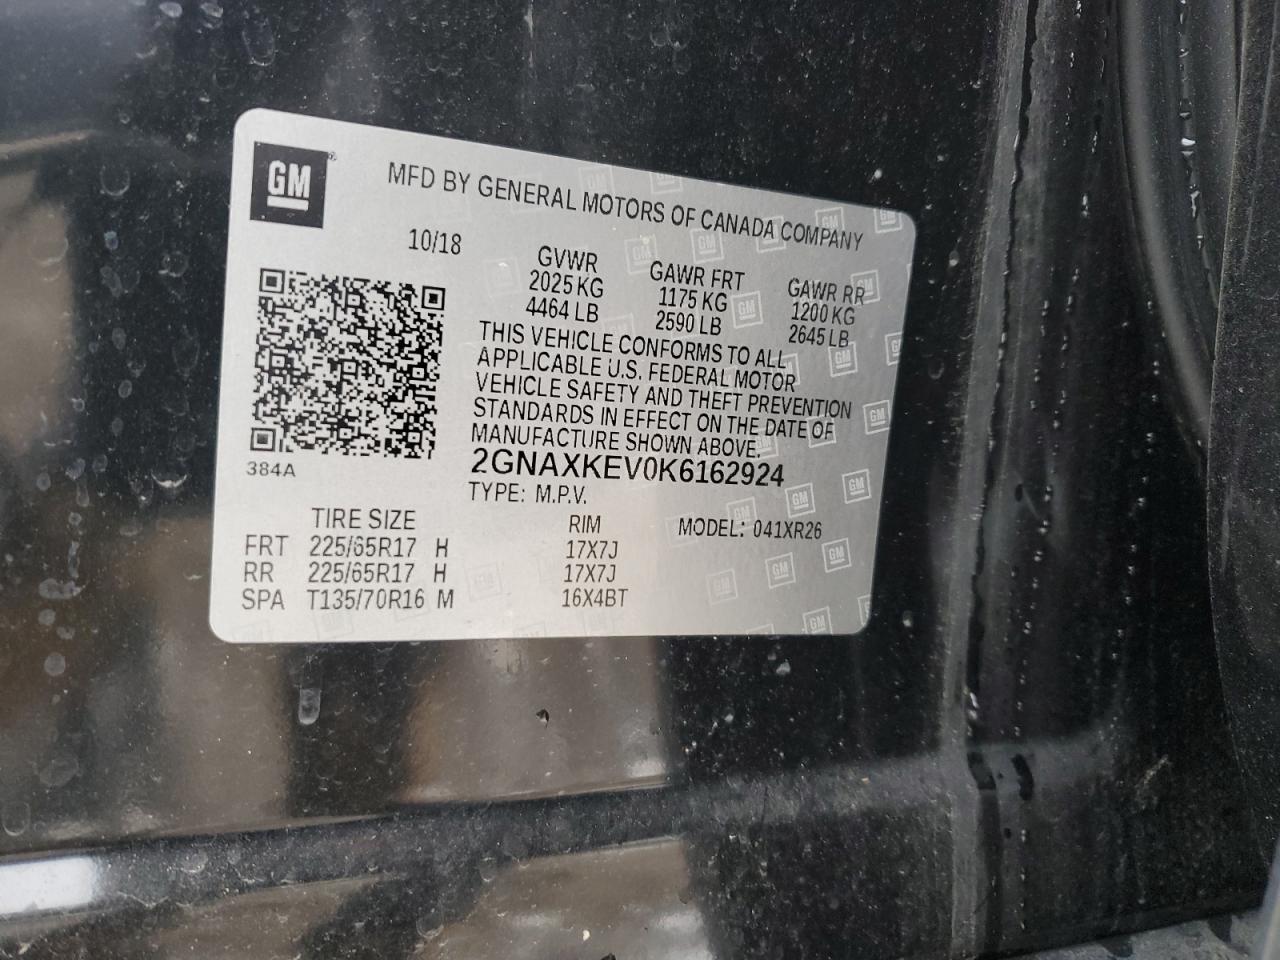 GM
MFD BY GENERAL MOTORS OF CANADA COMPANY
10/18
GVWR GAWR FRT GAWR RR
2025 KG 1175 KG 1200 KG
4464 LB 2590 LB 2645 LB
THIS VEHICLE CONFORMS TO ALL
APPLICABLE U.S. FEDERAL MOTOR
VEHICLE SAFETY AND THEFT PREVENTION
STANDARDS IN EFFECT ON THE DATE OF
MANUFACTURE SHOWN ABOVE.
2GNAXKEV0K6162924
384A
TYPE: M.P.V.
TIRE SIZE RIM MODEL: 041XR26
FRT 225/65R17 H 17X7J
RR 225/65R17 H 17X7J
SPA T135/70R16 M 16X4BT